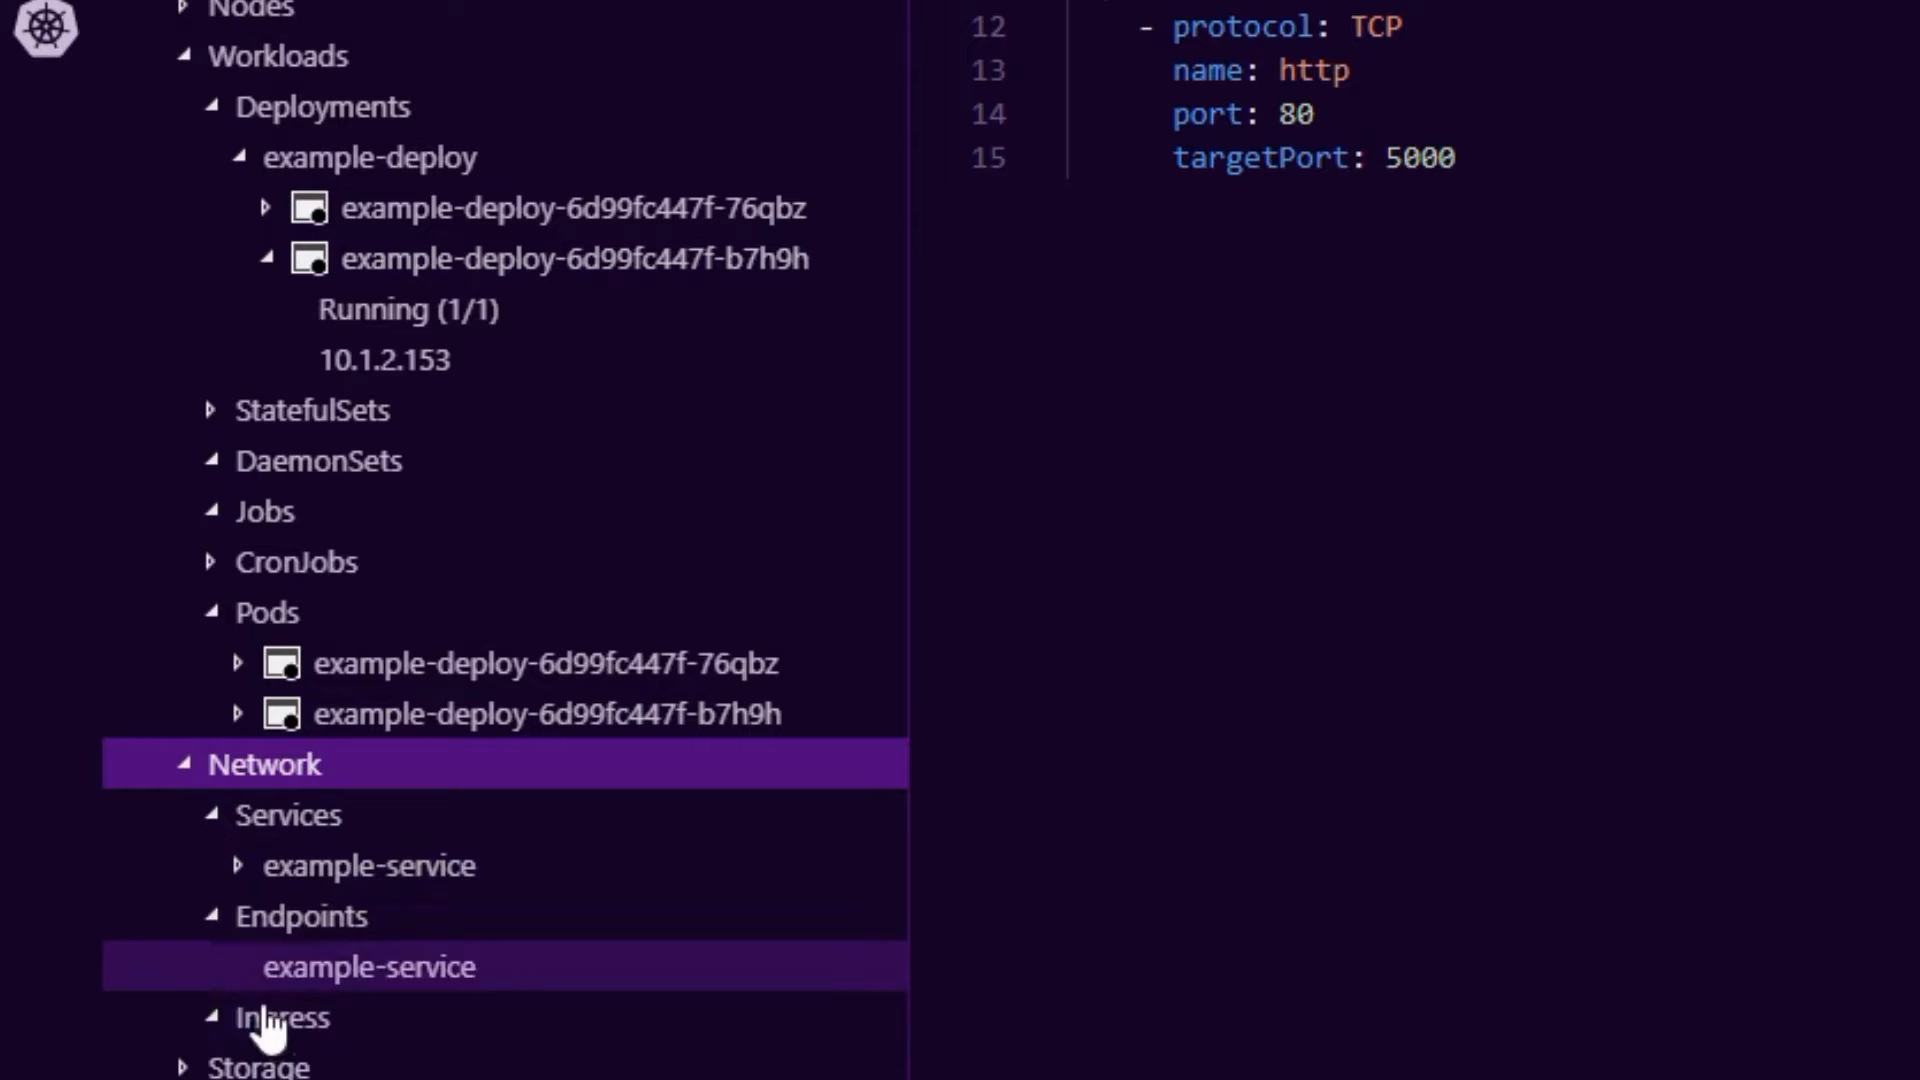 Nodes
Workloads
Deployments
example-deploy
example-deploy-6d99fc447f-76qbz
example-deploy-6d99fc447f-b7h9h
Running (1/1)
10.1.2.153
StatefulSets
DaemonSets
Jobs
CronJobs
Pods
example-deploy-6d99fc447f-76qbz
example-deploy-6d99fc447f-b7h9h
Network
Services
example-service
Endpoints
example-service
Ingress
Storage
12 - protocol: TCP
13 name: http
14 port: 80
15 targetPort: 5000